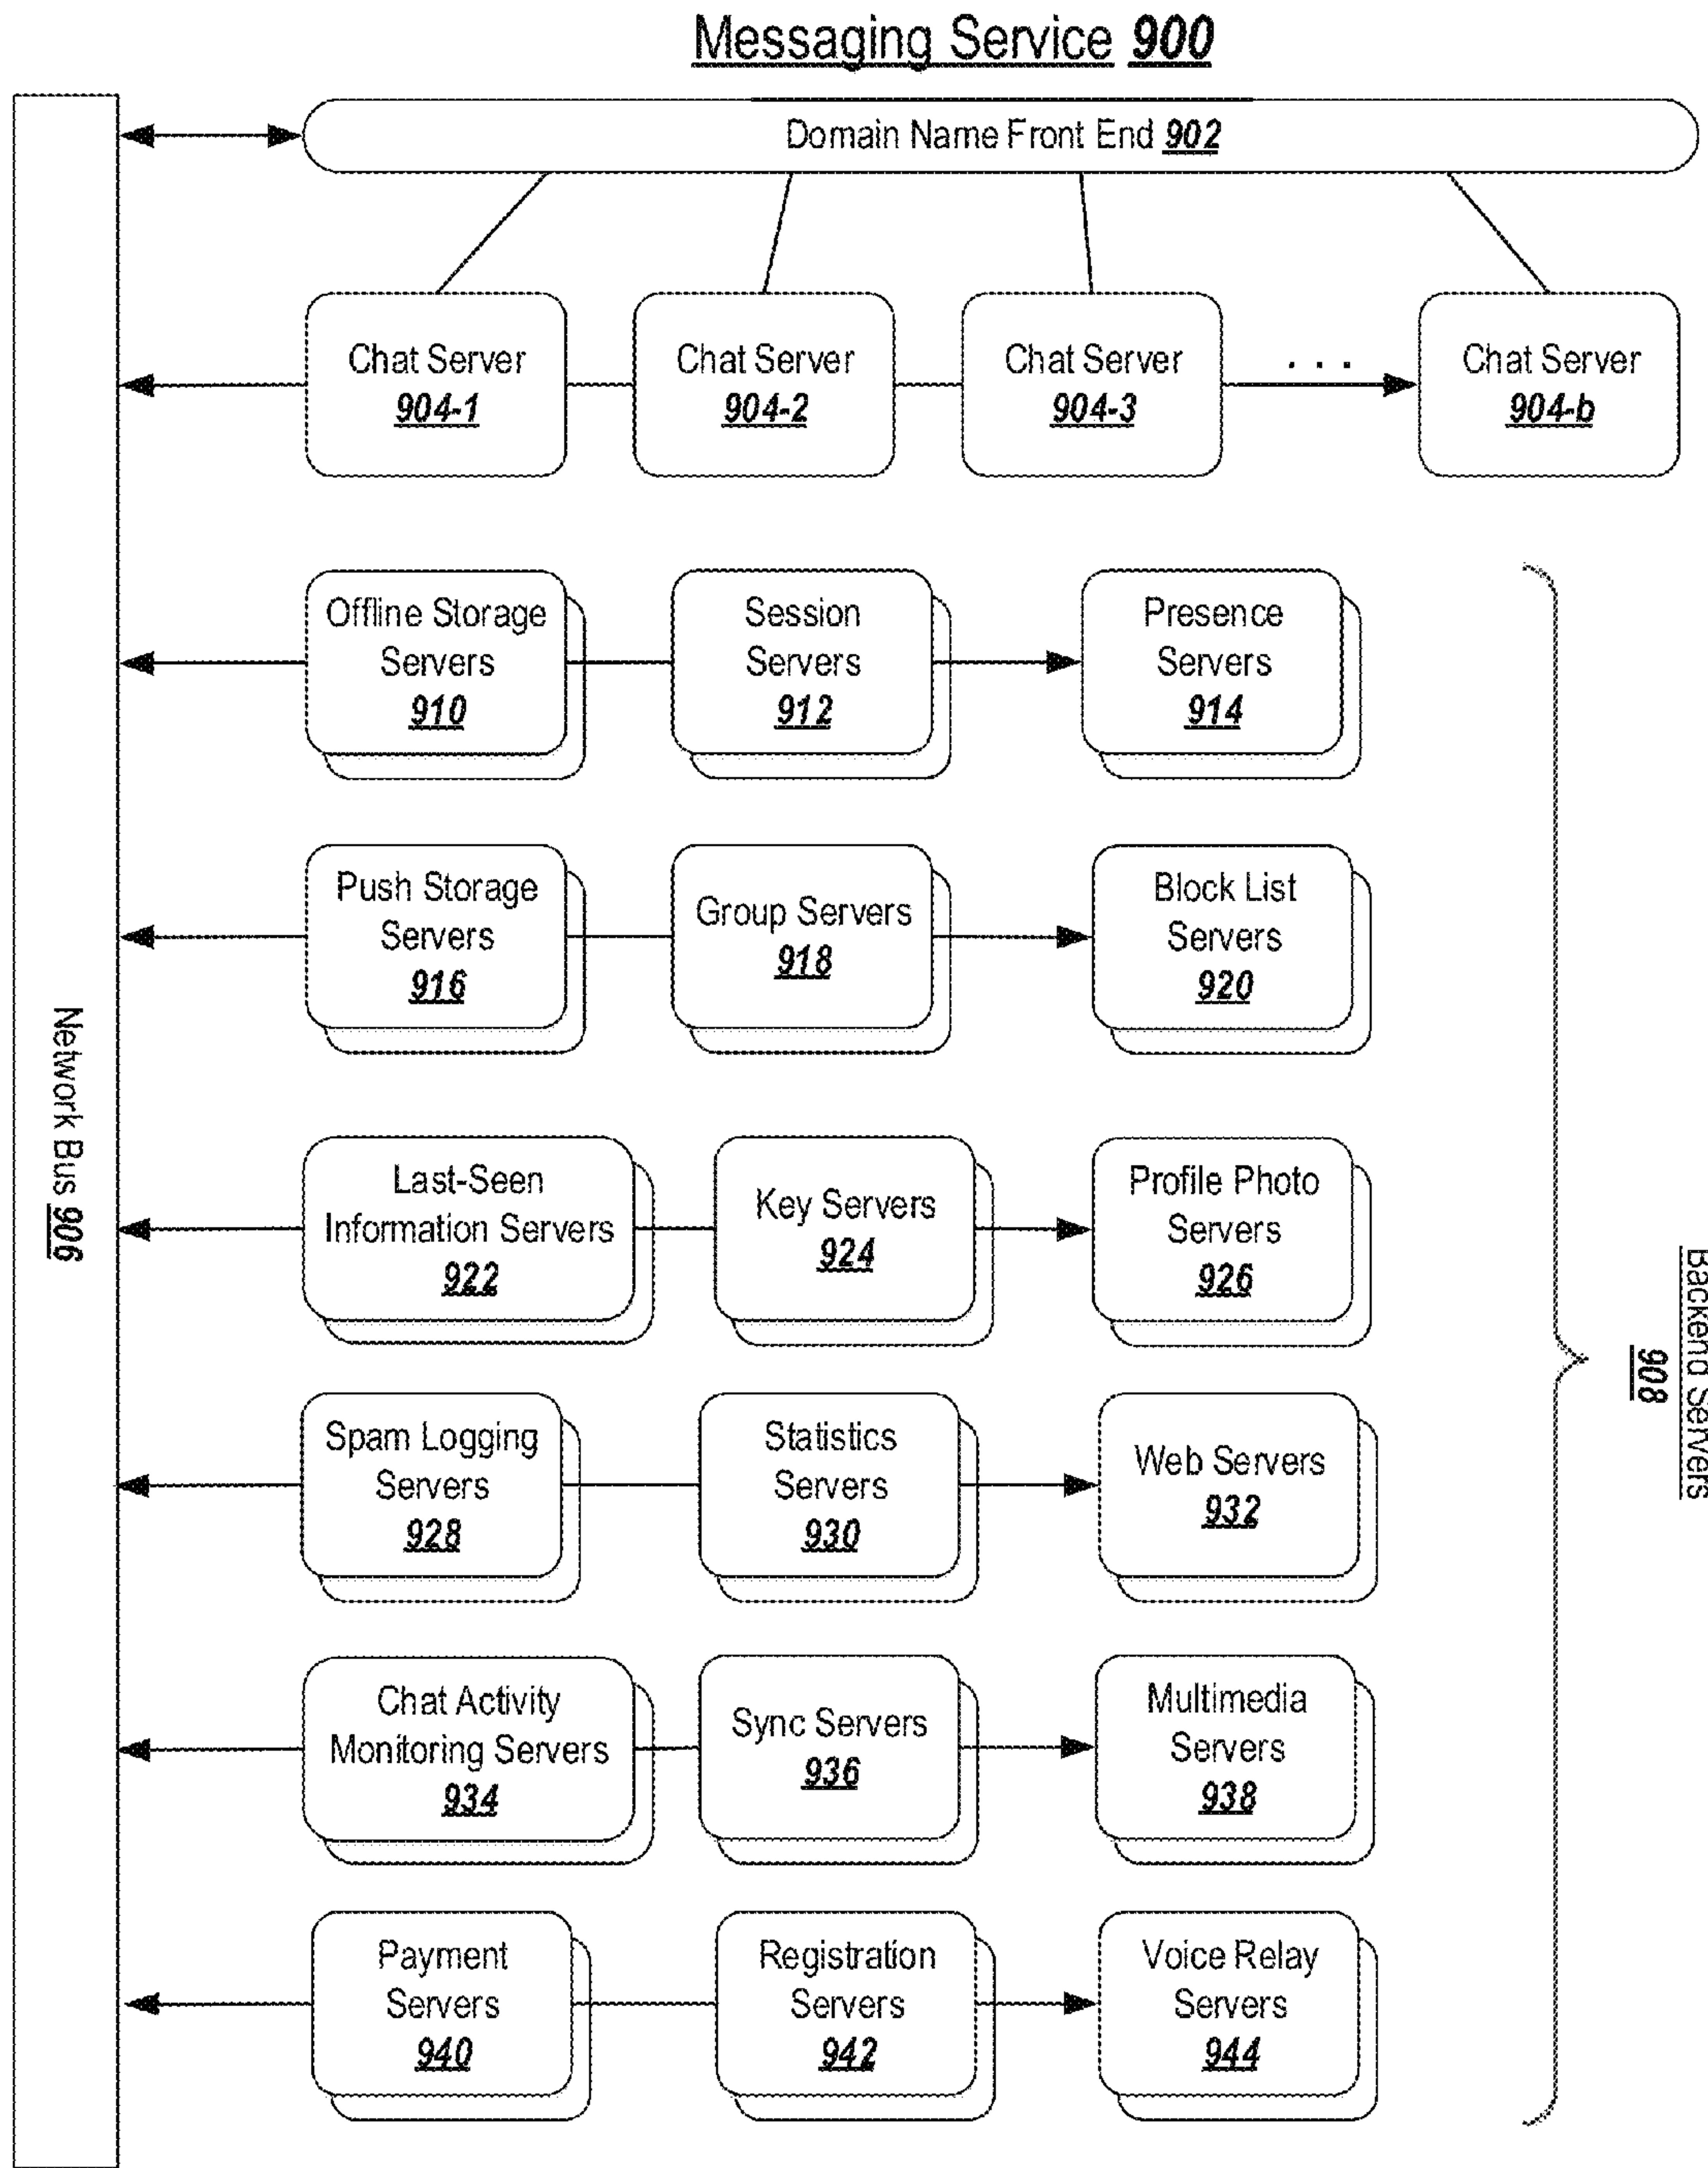 Messaging Service 900
Domain Name Front End 902
Chat Server
904-1
Chat Server
904-2
Chat Server
904-3
. . .
Chat Server
904-b
Offline Storage
Servers
910
Session
Servers
912
Presence
Servers
914
Push Storage
Servers
916
Group Servers
918
Block List
Servers
920
Last-Seen
Information Servers
922
Key Servers
924
Profile Photo
Servers
926
Spam Logging
Servers
928
Statistics
Servers
930
Web Servers
932
Chat Activity
Monitoring Servers
934
Sync Servers
936
Multimedia
Servers
938
Payment
Servers
940
Registration
Servers
942
Voice Relay
Servers
944
Network Bus 906
Backend Servers
908